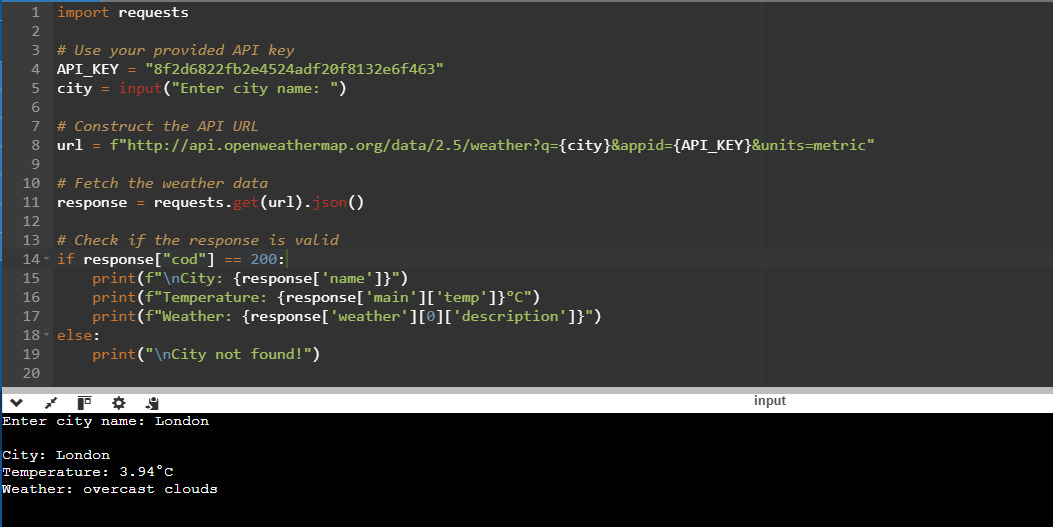 1 import requests
2
3 # Use your provided API key
4 API_KEY = "8f2d6822fb2e4524adf20f8132e6f463"
5 city = input("Enter city name: ")
6
7 # Construct the API URL
8 url = f"http://api.openweathermap.org/data/2.5/weather?q={city}&appid={API_KEY}&units=metric"
9
10 # Fetch the weather data
11 response = requests.get(url).json()
12
13 # Check if the response is valid
14 if response["cod"] == 200:
15     print(f"\nCity: {response['name']}")
16     print(f"Temperature: {response['main']['temp']}°C")
17     print(f"Weather: {response['weather'][0]['description']}")
18 else:
19     print("\nCity not found!")
20
input
Enter city name: London
City: London
Temperature: 3.94°C
Weather: overcast clouds